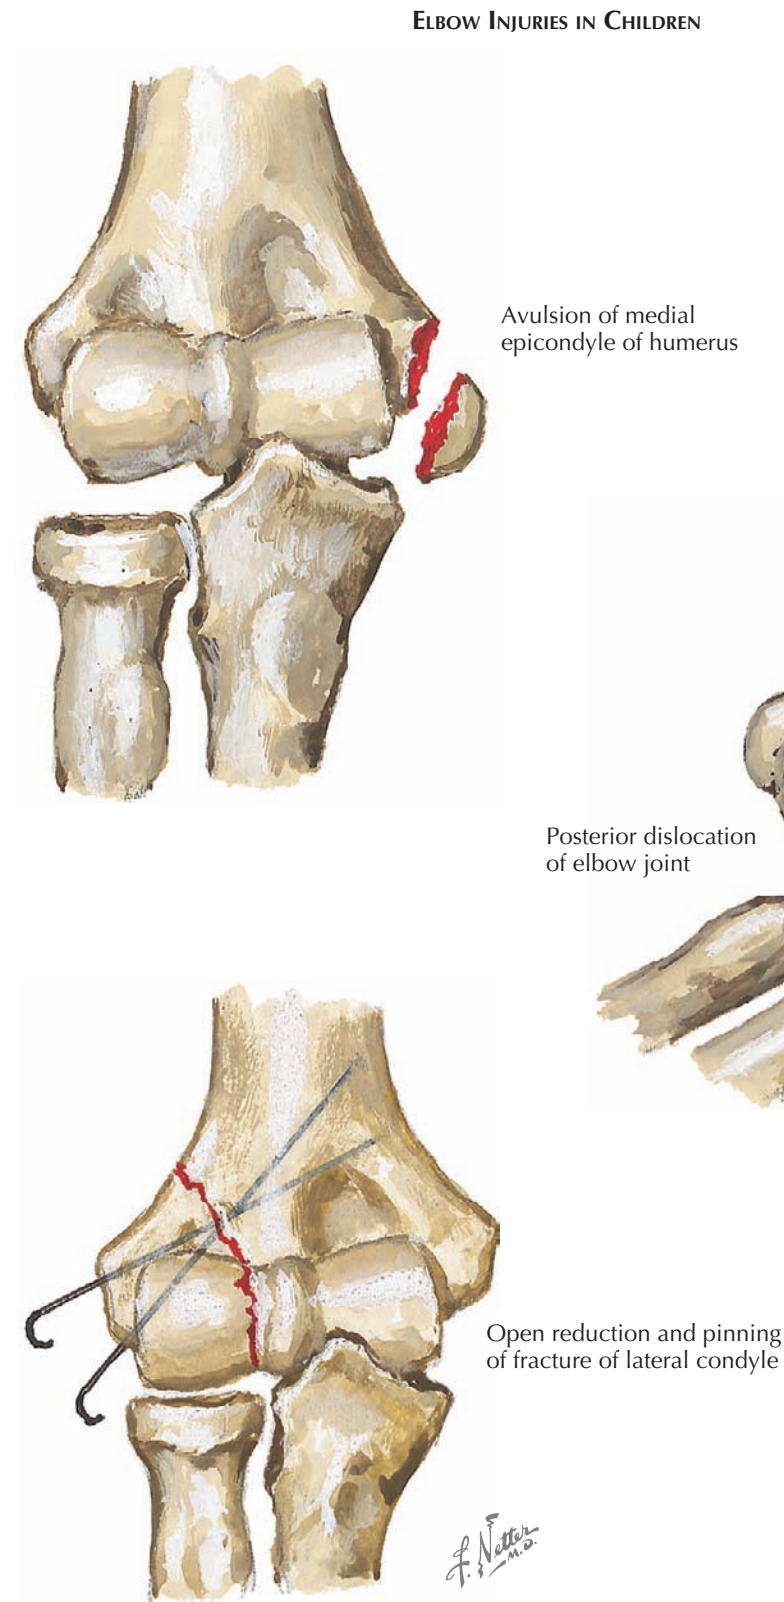 ELBOW INJURIES IN CHILDREN
Avulsion of medial
epicondyle of humerus
Posterior dislocation
of elbow joint
Open reduction and pinning
of fracture of lateral condyle
F. Netter
M.D.